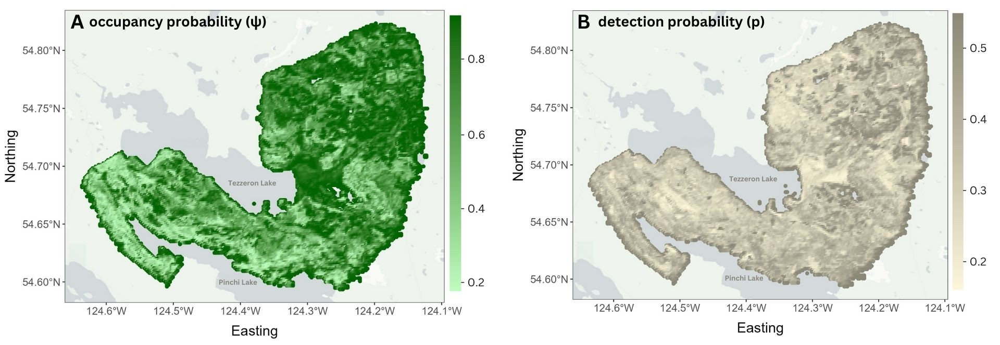 A occupancy probability (ψ)
54.80°N
54.75°N
54.70°N
54.65°N
54.60°N
Northing
Tezzeron Lake
Pinchi Lake
124.6°W 124.5°W 124.4°W 124.3°W 124.2°W 124.1°W
Easting
0.8
0.6
0.4
0.2
B detection probability (p)
54.80°N
54.75°N
54.70°N
54.65°N
54.60°N
Northing
Tezzeron Lake
Pinchi Lake
124.6°W 124.5°W 124.4°W 124.3°W 124.2°W 124.1°W
Easting
0.5
0.4
0.3
0.2